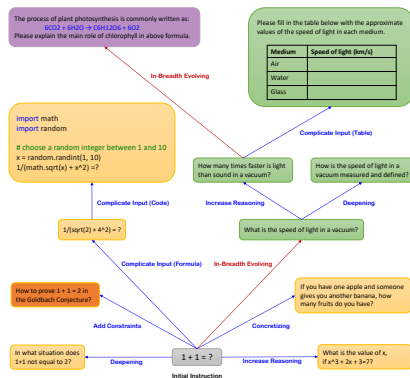 The process of plant photosynthesis is commonly written as:
6CO2 + 6H2O → C6H12O6 + 6O2
Please explain the main role of chlorophyll in above formula.
Please fill in the table below with the approximate
values of the speed of light in each medium.
Medium Speed of light (km/s)
Air
Water
Glass
In-Breadth Evolving
Complicate Input (Table)
import math
import random
# choose a random integer between 1 and 10
x = random.randint(1, 10)
1/(math.sqrt(x) + x^2) =?
How many times faster is light
than sound in a vacuum?
How is the speed of light in a
vacuum measured and defined?
Complicate Input (Code)
Increase Reasoning
Deepening
1/(sqrt(2) + 4^2) = ?
What is the speed of light in a vacuum?
Complicate Input (Formula)
In-Breadth Evolving
How to prove 1 + 1 = 2 in
the Goldbach Conjecture?
If you have one apple and someone
gives you another banana, how
many fruits do you have?
Add Constraints
Concretizing
In what situation does
1+1 not equal to 2?
Deepening
1 + 1 = ?
Increase Reasoning
What is the value of x,
if x^3 + 2x + 3=7?
Initial Instruction